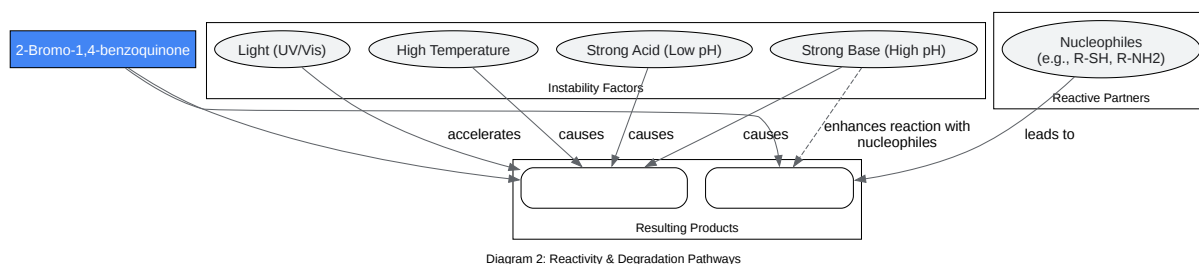 2-Bromo-1,4-benzoquinone
Light (UV/Vis)
High Temperature
Strong Acid (Low pH)
Strong Base (High pH)
Instability Factors
Nucleophiles
(e.g., R-SH, R-NH2)
Reactive Partners
accelerates
causes
causes
causes
enhances reaction with
nucleophiles
leads to
Resulting Products
Diagram 2: Reactivity & Degradation Pathways